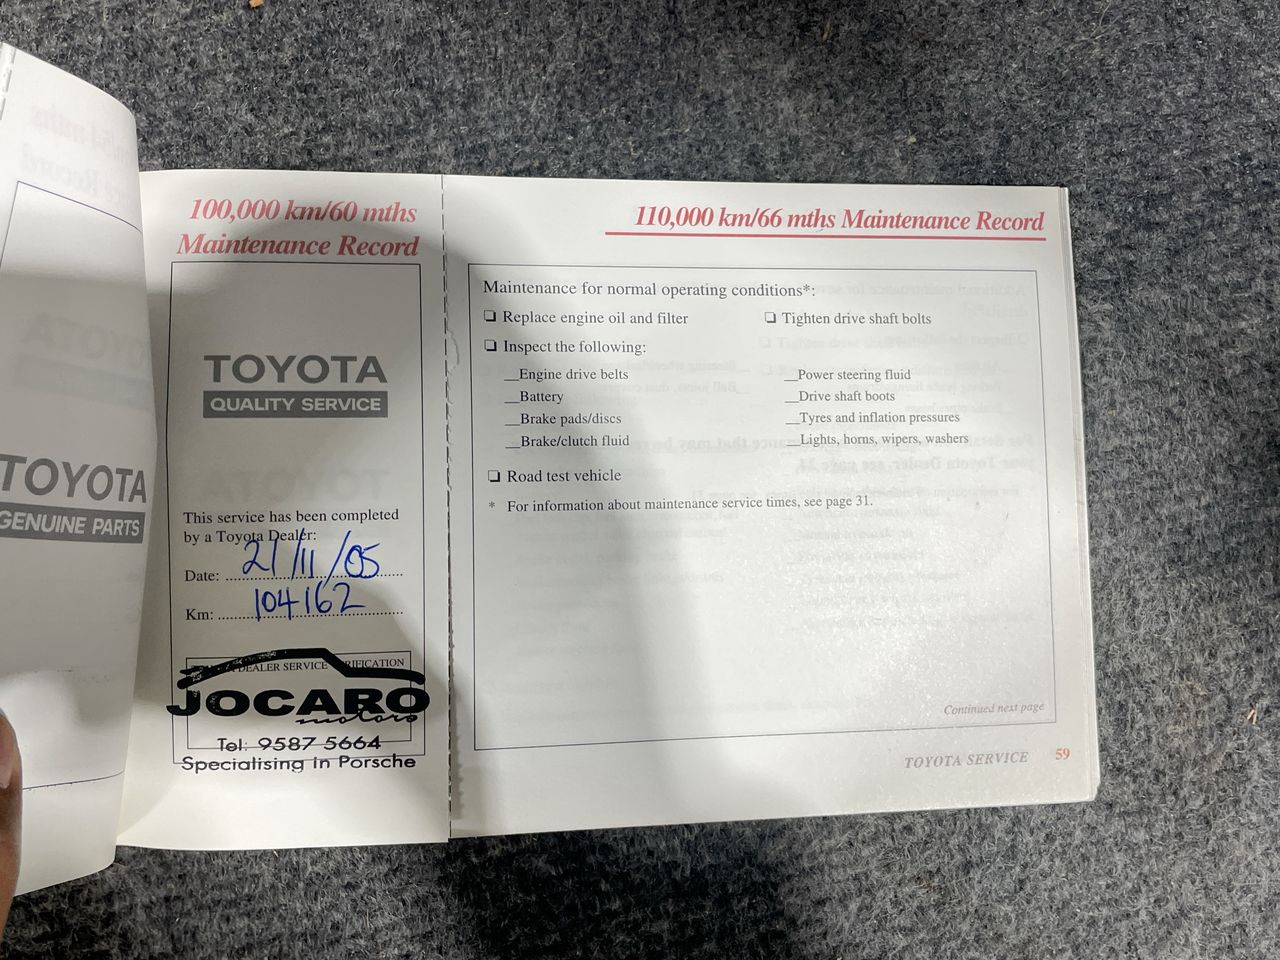 TOYOTA
GENUINE PARTS
100,000 km/60 mths
Maintenance Record
TOYOTA
QUALITY SERVICE
This service has been completed
by a Toyota Dealer:
Date: 21/11/05
Km: 104162
DEALER SERVICE
JOCARO
motors
Tel: 9587 5664
Specialising in Porsche
110,000 km/66 mths Maintenance Record
Maintenance for normal operating conditions*:
❏ Replace engine oil and filter
❏ Tighten drive shaft bolts
❏ Inspect the following:
__Engine drive belts
__Battery
__Brake pads/discs
__Brake/clutch fluid
__Power steering fluid
__Drive shaft boots
__Tyres and inflation pressures
__Lights, horns, wipers, washers
❏ Road test vehicle
* For information about maintenance service times, see page 31.
Continued next page
TOYOTA SERVICE 59